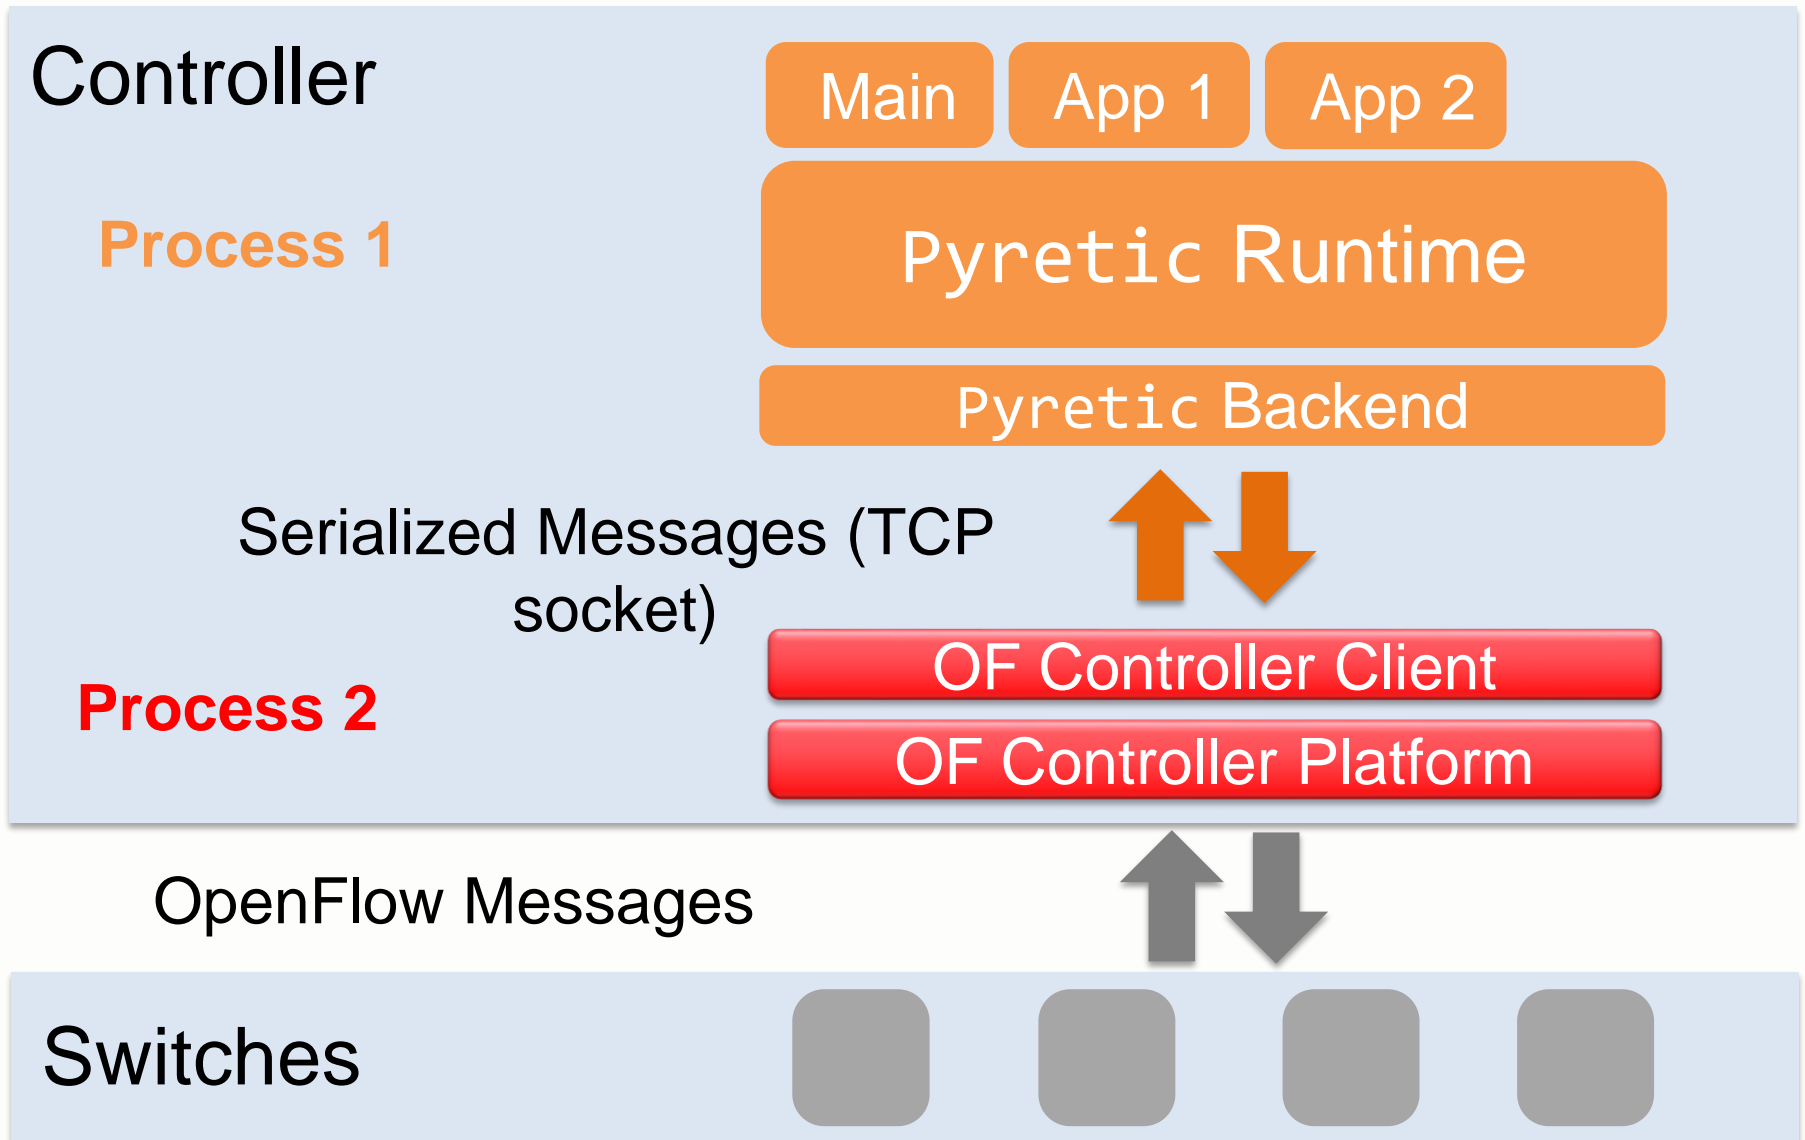 Controller
Main
App 1
App 2
Process 1
Pyretic Runtime
Pyretic Backend
Serialized Messages (TCP
socket)
OF Controller Client
Process 2
OF Controller Platform
OpenFlow Messages
Switches